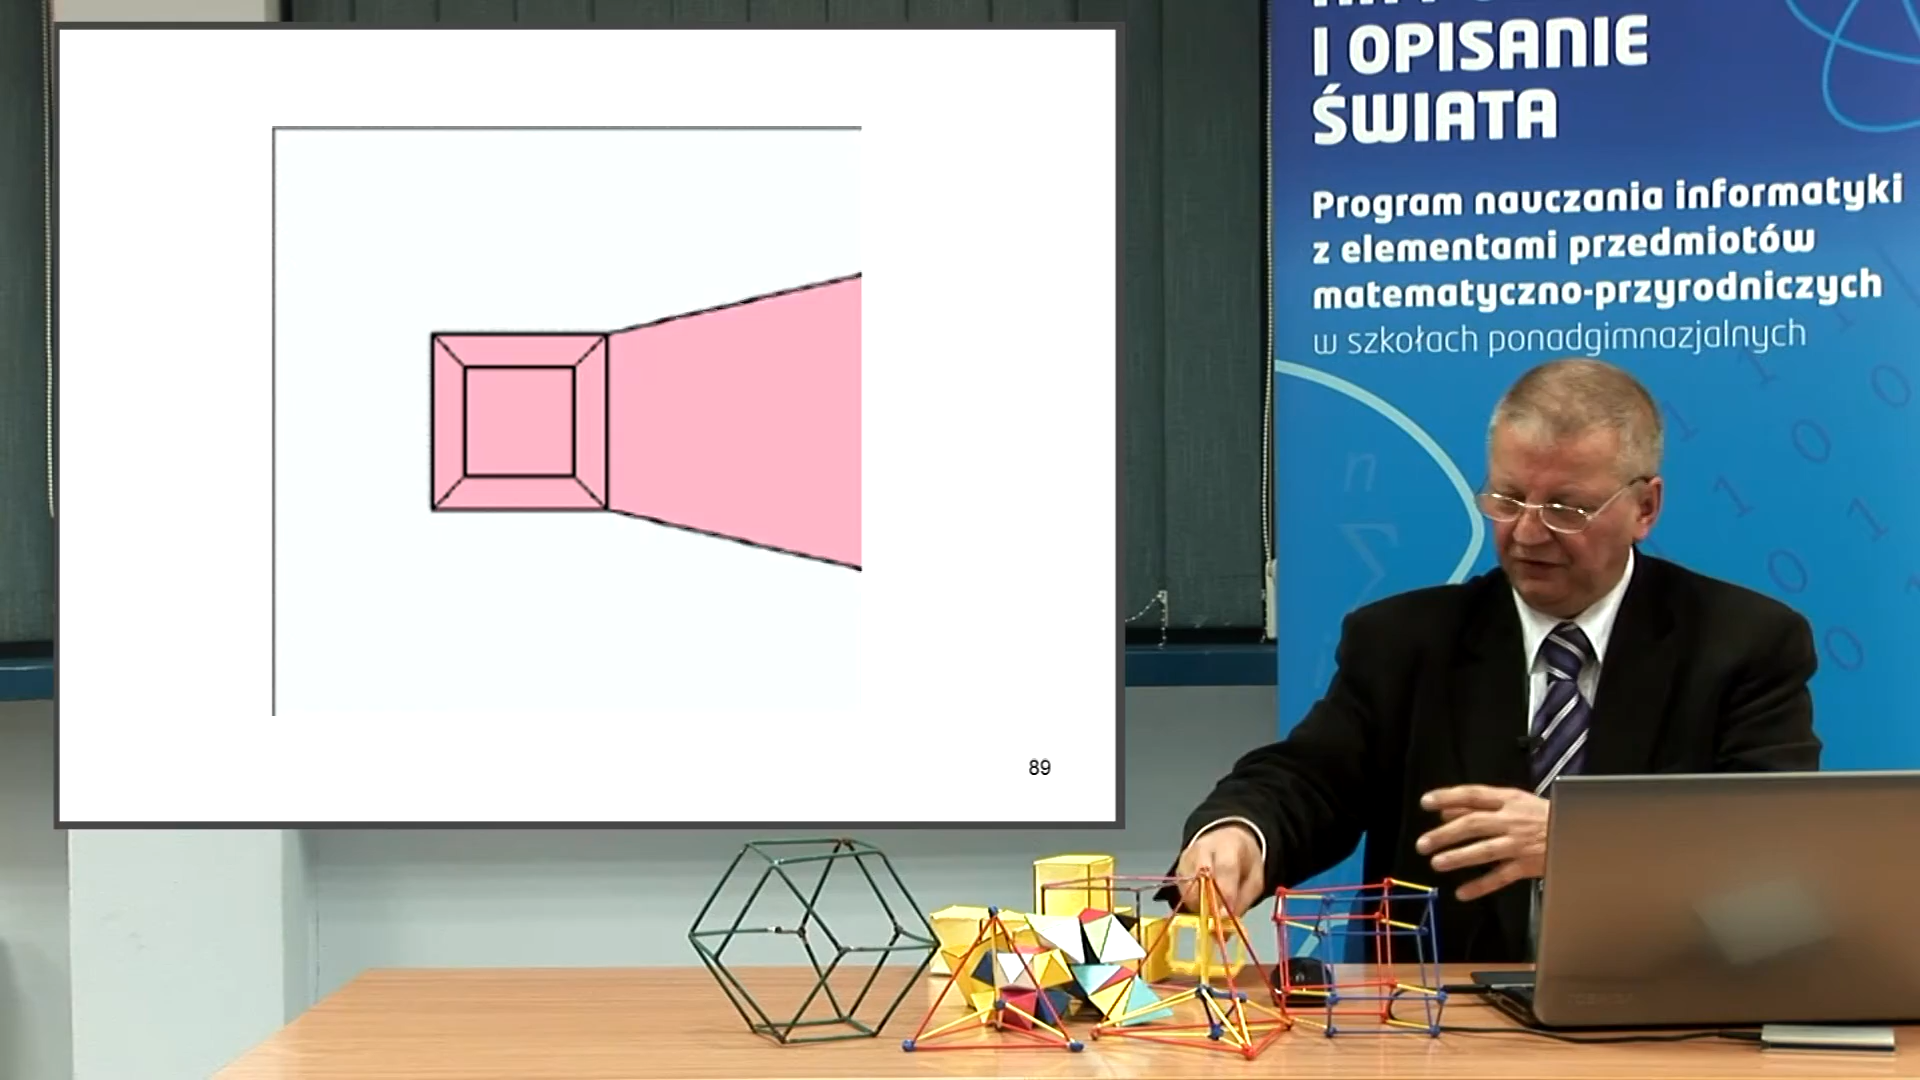 I OPISANIE
ŚWIATA
Program nauczania informatyki
z elementami przedmiotów
matematyczno-przyrodniczych
w szkołach ponadgimnazjalnych
89